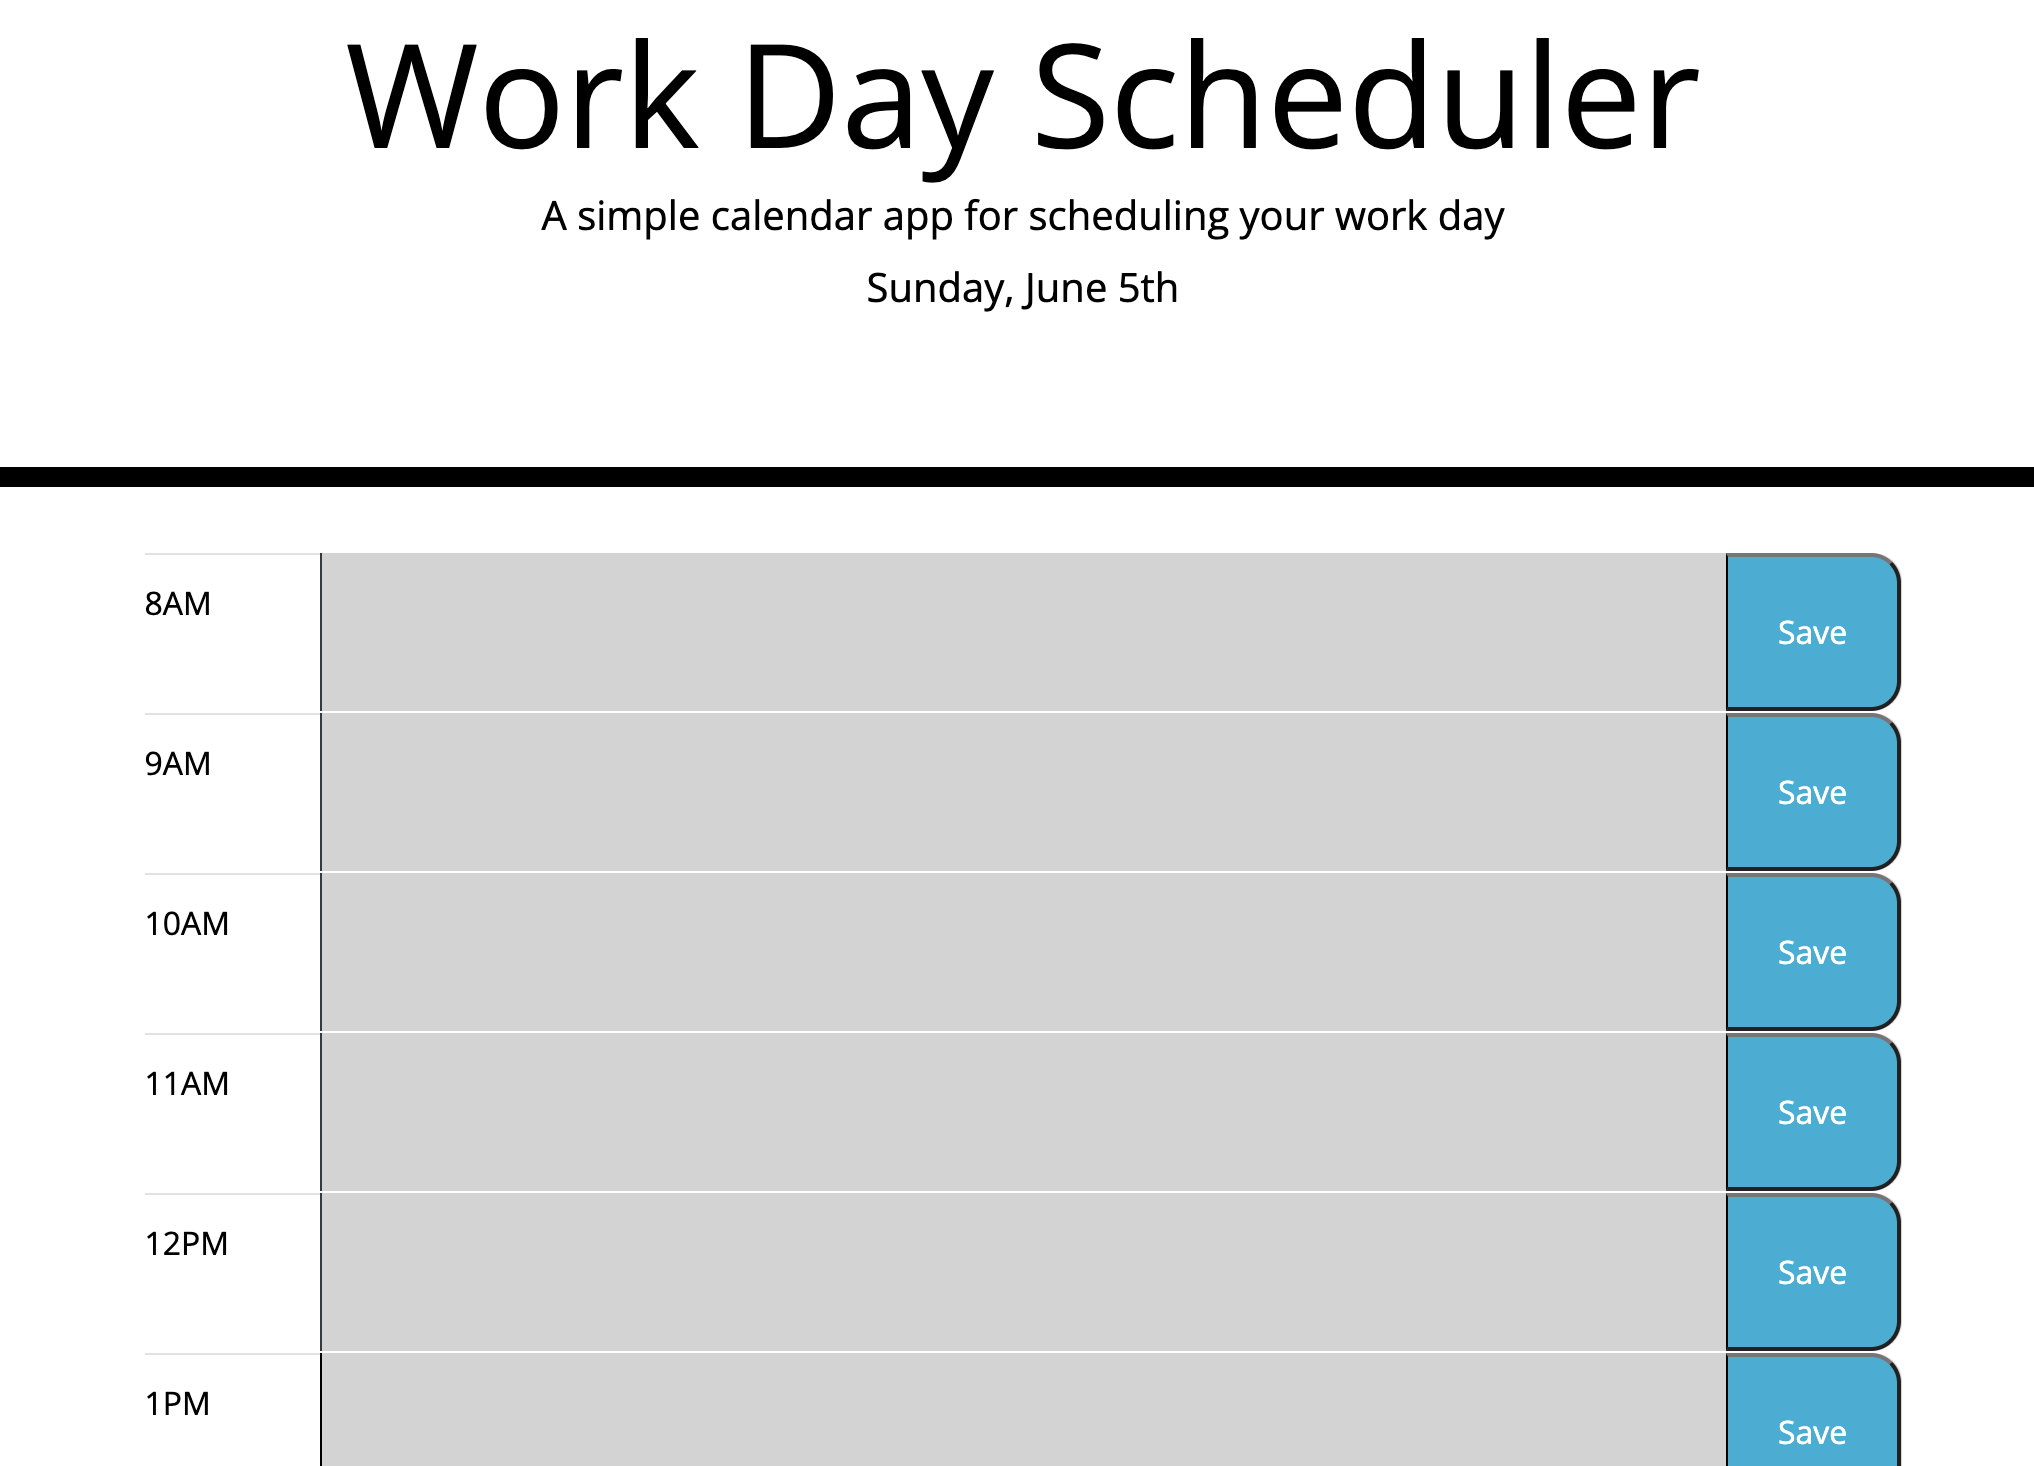 Work Day Scheduler
A simple calendar app for scheduling your work day
Sunday, June 5th
8AM
Save
9AM
Save
10AM
Save
11AM
Save
12PM
Save
1PM
Save